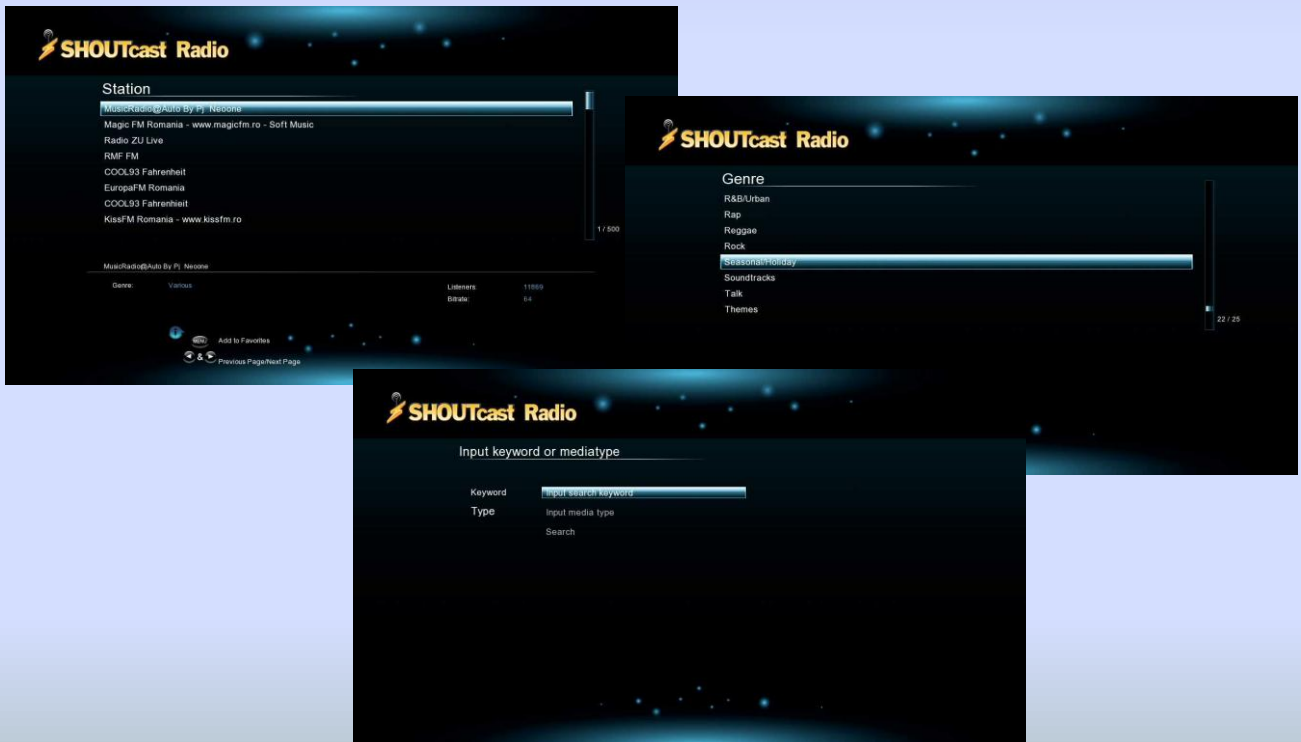 SHOUTcast Radio
Station
MusicRadio@Auto By Pj Neoone
Magic FM Romania - www.magicfm.ro - Soft Music
Radio ZU Live
RMF FM
COOL93 Fahrenheit
EuropaFM Romania
COOL93 Fahrenhieit
KissFM Romania - www.kissfm.ro
1 / 500
MusicRadio@Auto By Pj Neoone
Genre: Various
Listeners: 11869
Bitrate: 64
MENU Add to Favorites
& Previous Page/Next Page
SHOUTcast Radio
Genre
R&B/Urban
Rap
Reggae
Rock
Seasonal/Holiday
Soundtracks
Talk
Themes
22 / 25
SHOUTcast Radio
Input keyword or mediatype
Keyword Input search keyword
Type Input media type
Search